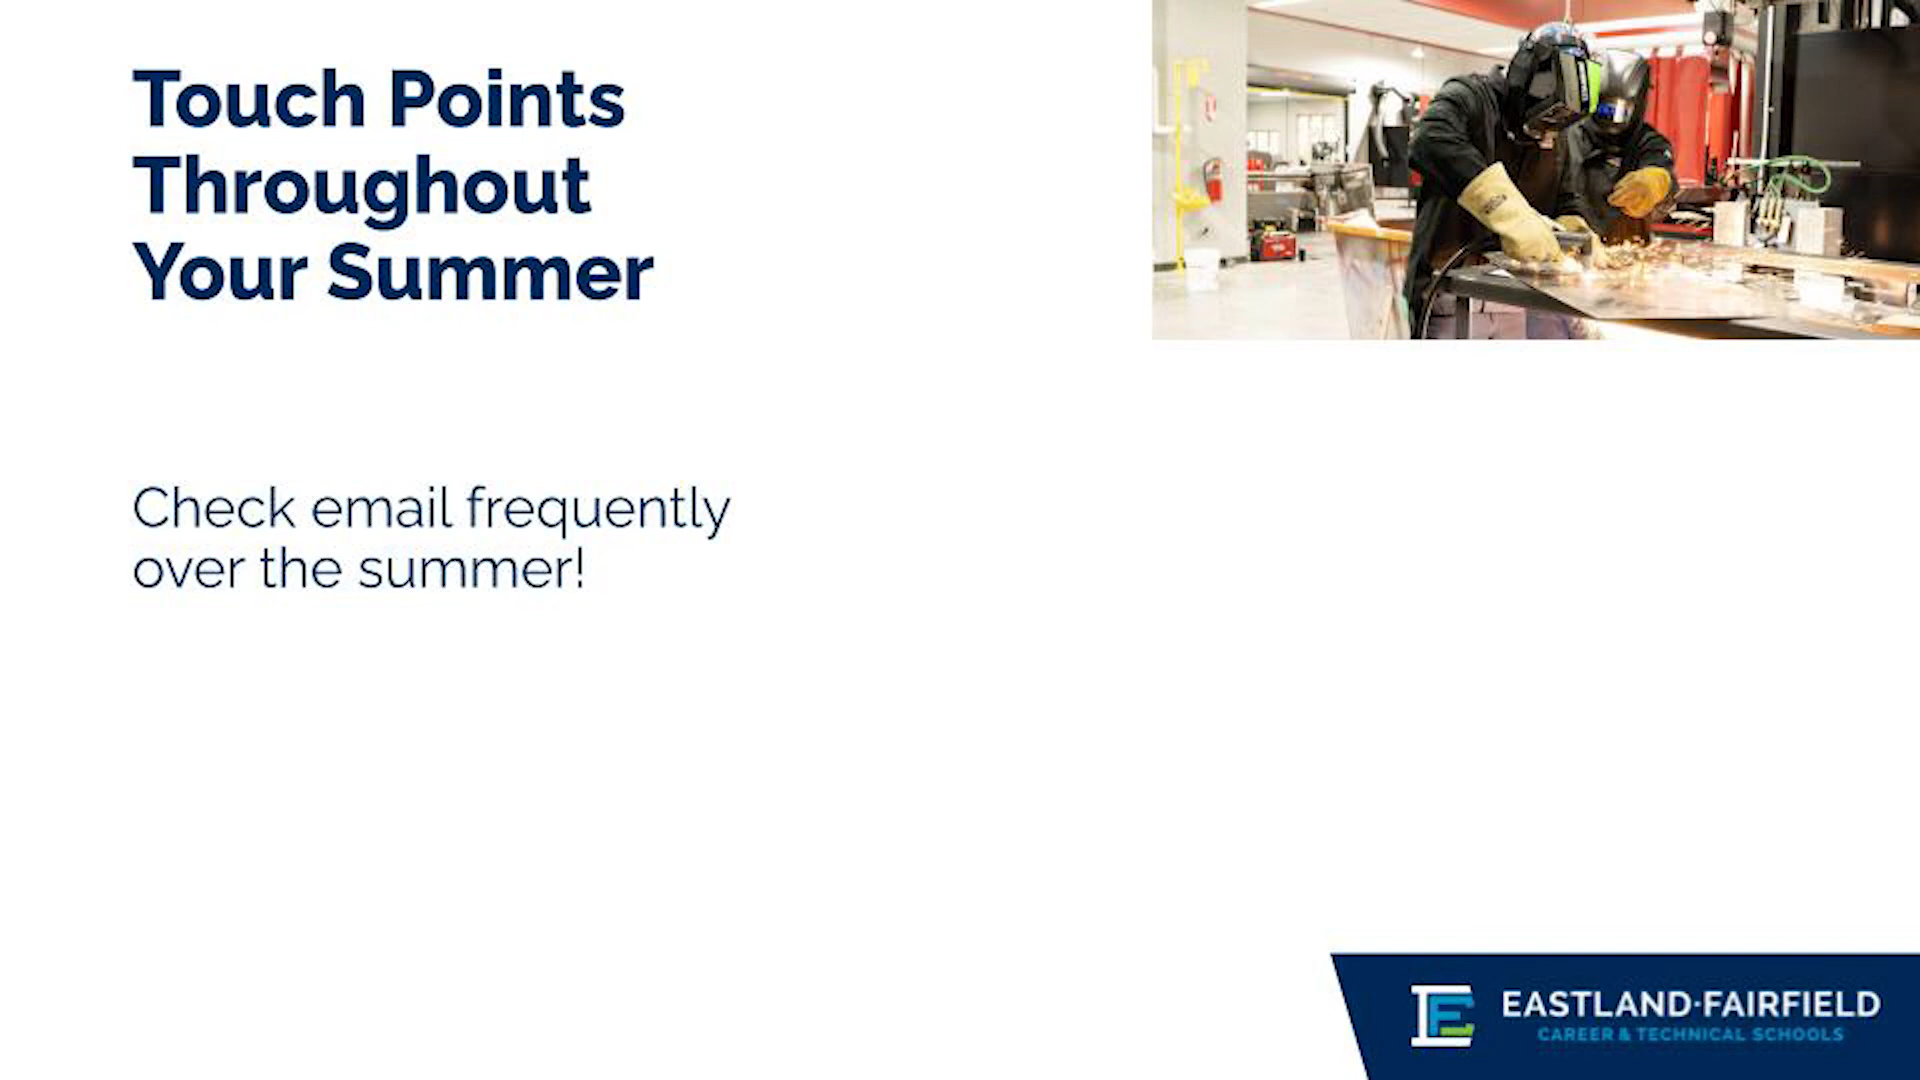 Touch Points
Throughout
Your Summer
Check email frequently
over the summer!
EASTLAND·FAIRFIELD
CAREER & TECHNICAL SCHOOLS